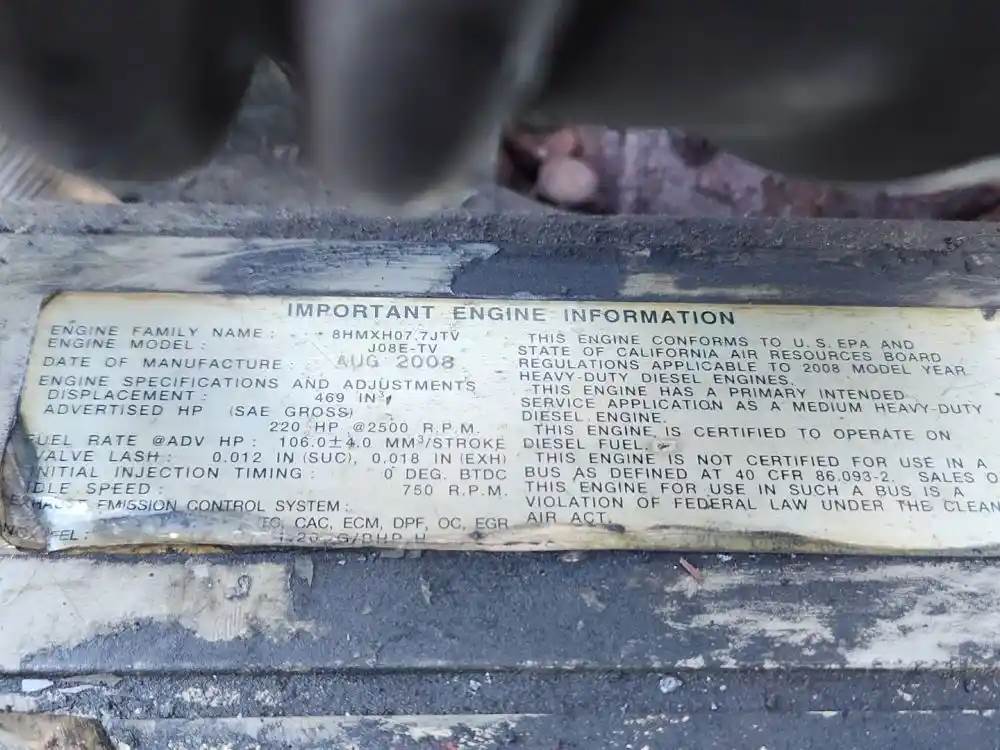 IMPORTANT ENGINE INFORMATION
ENGINE FAMILY NAME : 8HMXH07.7JTV
ENGINE MODEL : J08E-TV
DATE OF MANUFACTURE : AUG 2008
ENGINE SPECIFICATIONS AND ADJUSTMENTS
DISPLACEMENT : 469 IN³
ADVERTISED HP (SAE GROSS)
220 HP @2500 R.P.M.
FUEL RATE @ADV HP : 106.0±4.0 MM³/STROKE
VALVE LASH : 0.012 IN (SUC), 0.018 IN (EXH)
INITIAL INJECTION TIMING : 0 DEG. BTDC
IDLE SPEED : 750 R.P.M.
EMISSION CONTROL SYSTEM :
CAC, ECM, DPF, OC, EGR
G/BHP H
THIS ENGINE CONFORMS TO U.S.EPA AND
STATE OF CALIFORNIA AIR RESOURCES BOARD
REGULATIONS APPLICABLE TO 2008 MODEL YEAR
HEAVY-DUTY DIESEL ENGINES.
THIS ENGINE HAS A PRIMARY INTENDED
SERVICE APPLICATION AS A MEDIUM HEAVY-DUTY
DIESEL ENGINE.
THIS ENGINE IS CERTIFIED TO OPERATE ON
DIESEL FUEL.
THIS ENGINE IS NOT CERTIFIED FOR USE IN A
BUS AS DEFINED AT 40 CFR 86.093-2. SALES O
THIS ENGINE FOR USE IN SUCH A BUS IS A
VIOLATION OF FEDERAL LAW UNDER THE CLEAN
AIR ACT.